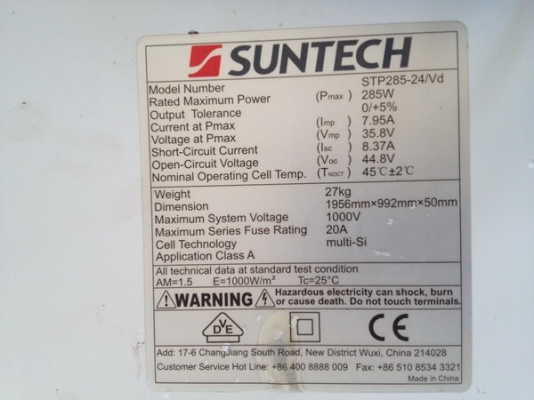 SUNTECH
Model Number STP285-24/Vd
Rated Maximum Power (Pmax) 285W
Output Tolerance 0/+5%
Current at Pmax (Imp) 7.95A
Voltage at Pmax (Vmp) 35.8V
Short-Circuit Current (Isc) 8.37A
Open-Circuit Voltage (Voc) 44.8V
Nominal Operating Cell Temp. (TNOCT) 45℃±2℃
Weight 27kg
Dimension 1956mm×992mm×50mm
Maximum System Voltage 1000V
Maximum Series Fuse Rating 20A
Cell Technology multi-Si
Application Class A
All technical data at standard test condition
AM=1.5 E=1000W/m² Tc=25°C
WARNING Hazardous electricity can shock, burn
or cause death. Do not touch terminals.
DVE CE
Add: 17-6 ChangJiang South Road, New District Wuxi, China 214028
Customer Service Hot Line: +86 400 8888 009 Fax: +86 510 8534 3321
Made in China